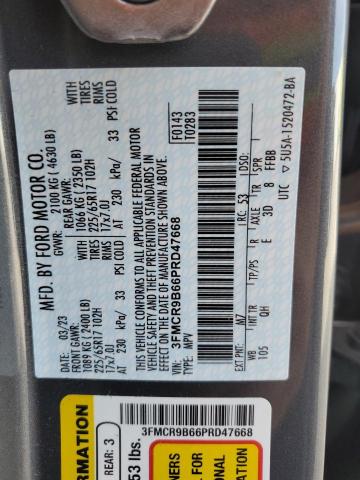 MFD. BY FORD MOTOR CO.
GVWR: 2100 KG ( 4630 LB)
03/23
FRONT GAWR:
1089 KG ( 2400 LB)
225/65R17 102H
17x7.0J
AT 230 kPa/ 33 PSI COLD
REAR GAWR:
1066 KG ( 2350 LB)
225/65R17 102H TIRES
17x7.0J RIMS
AT 230 kPa/ 33 PSI COLD
WITH TIRES
RIMS
THIS VEHICLE CONFORMS TO ALL APPLICABLE FEDERAL MOTOR
VEHICLE SAFETY AND THEFT PREVENTION STANDARDS IN
EFFECT ON THE DATE OF MANUFACTURE SHOWN ABOVE.
VIN: 3FMCR9B66PRD47668
TYPE: MPV
F0143
T0283
EXT PNT: M7 RC: 53 DSO:
WB INT TR TP/PS R AXLE TR SPR
105 QH E 3D 8 FFBB
UTC ▽ 5U5A-1520472-BA
RMATION
REAR: 3
53 lbs.
3FMCR9B66PRD47668